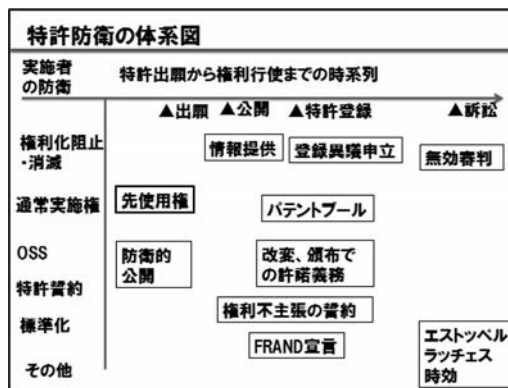 特許防衛の体系図
実施者
の防衛
特許出願から権利行使までの時系列
▲出願
▲公開
▲特許登録
▲訴訟
権利化阻止
・消滅
情報提供
登録異議申立
無効審判
通常実施権
先使用権
パテントプール
OSS
防衛的
公開
改変、頒布で
の許諾義務
特許誓約
権利不主張の誓約
標準化
FRAND宣言
エストッペル
ラッチェス
時効
その他